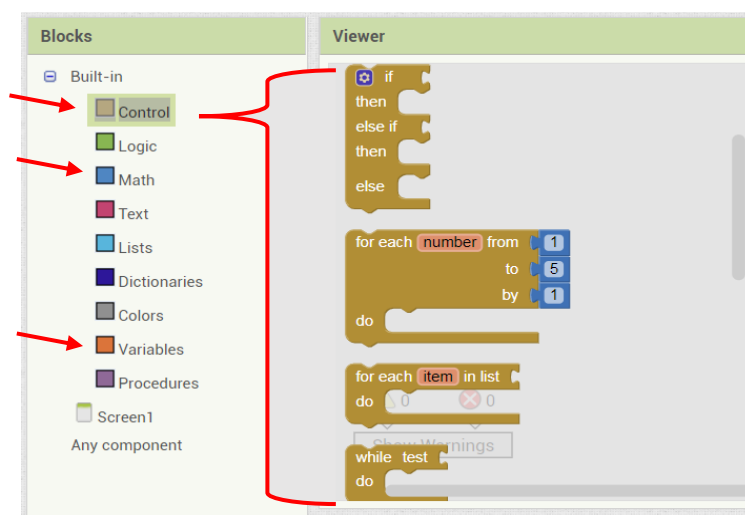 Blocks
Built-in
Control
Logic
Math
Text
Lists
Dictionaries
Colors
Variables
Procedures
Screen1
Any component
Viewer
if
then
else if
then
else
for each number from 1
to 5
by 1
do
for each item in list
do 0 0
Show Warnings
while test
do